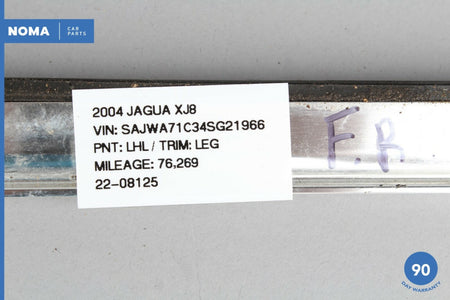 NOMA CAR PARTS
2004 JAGUA XJ8
VIN: SAJWA71C34SG21966
PNT: LHL / TRIM: LEG
MILEAGE: 76,269
22-08125
F.R
90
DAY WARRANTY